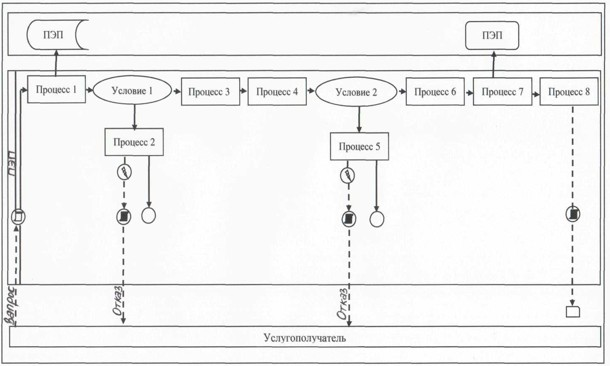 ПЭП
ПЭП
Процесс 1
Условие 1
Процесс 3
Процесс 4
Условие 2
Процесс 6
Процесс 7
Процесс 8
Процесс 2
Процесс 5
ПЭП
Вапрос
Отказ
Отказ
Услугополучатель